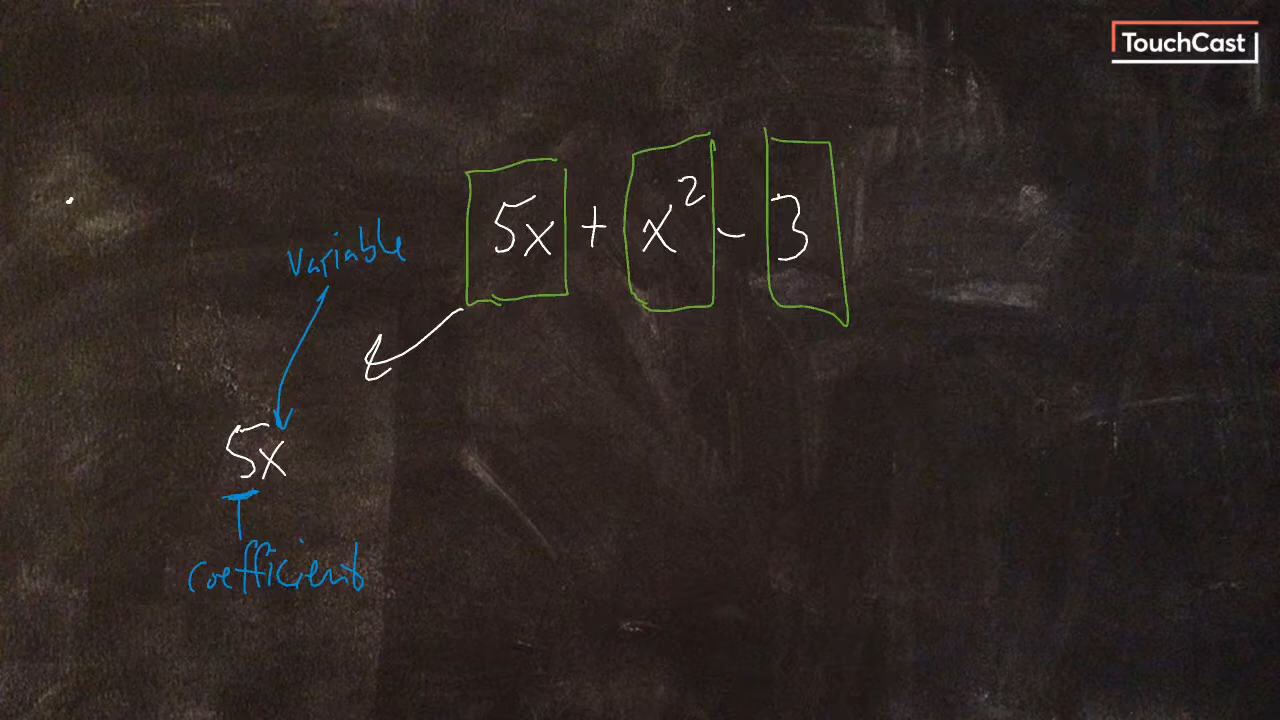 TouchCast
5x + x² - 3
variable
5x
coefficient